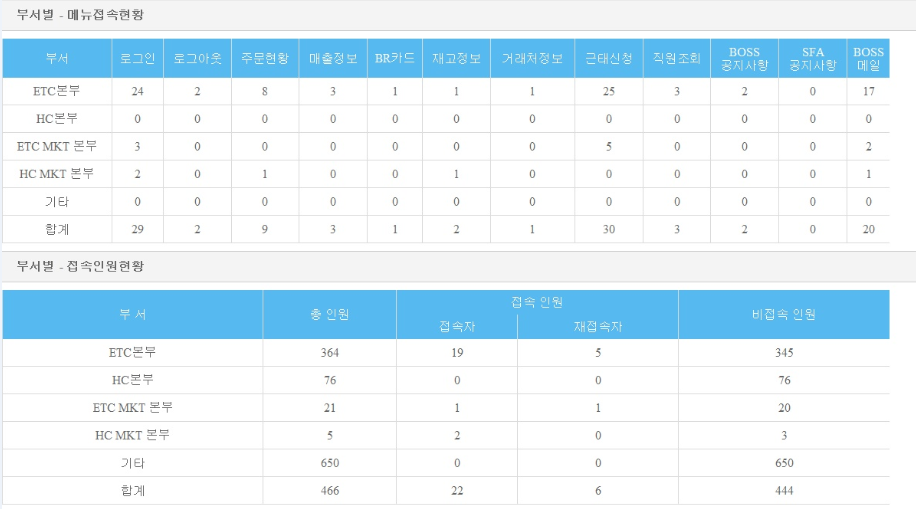 부서별 - 메뉴접속현황
부서 로그인 로그아웃 주문현황 매출정보 BR카드 재고정보 거래처정보 근태신청 직원조회 BOSS 공지사항 SFA 공지사항 BOSS 메일
ETC본부 24 2 8 3 1 1 1 25 3 2 0 17
HC본부 0 0 0 0 0 0 0 0 0 0 0 0
ETC MKT 본부 3 0 0 0 0 0 0 5 0 0 0 2
HC MKT 본부 2 0 1 0 0 1 0 0 0 0 0 1
기타 0 0 0 0 0 0 0 0 0 0 0 0
합계 29 2 9 3 1 2 1 30 3 2 0 20
부서별 - 접속인원현황
부 서 총 인원 접속 인원 비접속 인원
접속자 재접속자
ETC본부 364 19 5 345
HC본부 76 0 0 76
ETC MKT 본부 21 1 1 20
HC MKT 본부 5 2 0 3
기타 650 0 0 650
합계 466 22 6 444